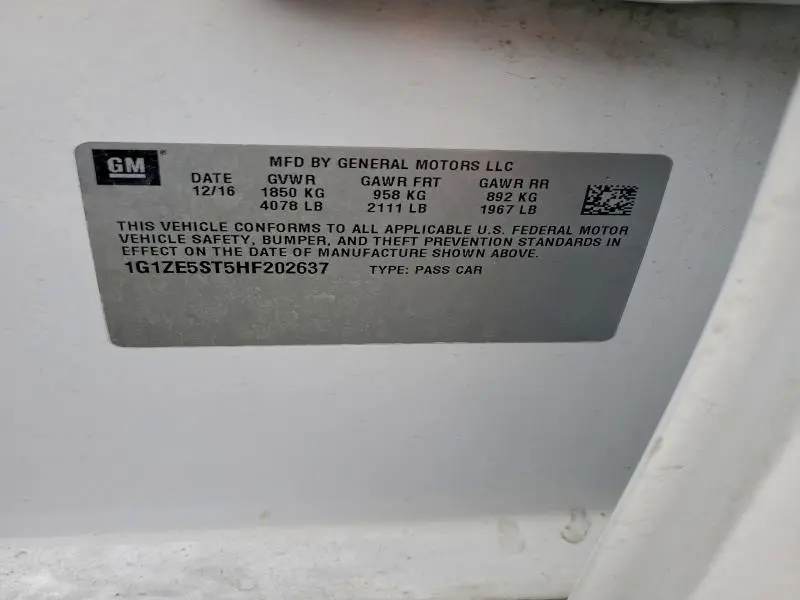 GM
MFD BY GENERAL MOTORS LLC
DATE GVWR GAWR FRT GAWR RR
12/16 1850 KG 958 KG 892 KG
4078 LB 2111 LB 1967 LB
THIS VEHICLE CONFORMS TO ALL APPLICABLE U.S. FEDERAL MOTOR
VEHICLE SAFETY, BUMPER, AND THEFT PREVENTION STANDARDS IN
EFFECT ON THE DATE OF MANUFACTURE SHOWN ABOVE.
1G1ZE5ST5HF202637 TYPE: PASS CAR